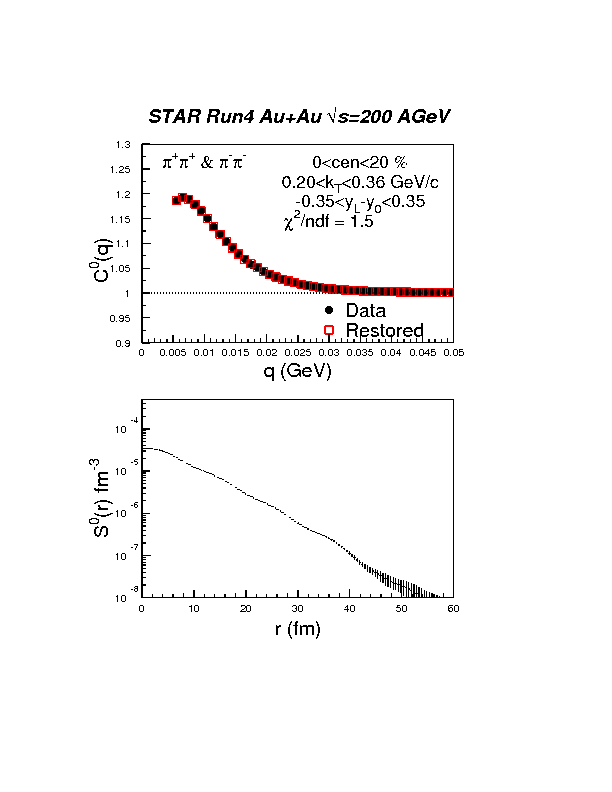 STAR Run4 Au+Au √s=200 AGeV
π⁺π⁺ & π⁻π⁻
0<cen<20 %
0.20<k_T<0.36 GeV/c
-0.35<y_L-y_0<0.35
χ²/ndf = 1.5
C⁰(q)
1.3
1.25
1.2
1.15
1.1
1.05
1
0.95
0.9
Data
Restored
0 0.005 0.01 0.015 0.02 0.025 0.03 0.035 0.04 0.045 0.05
q (GeV)
S⁰(r) fm⁻³
10⁻⁴
10⁻⁵
10⁻⁶
10⁻⁷
10⁻⁸
0 10 20 30 40 50 60
r (fm)